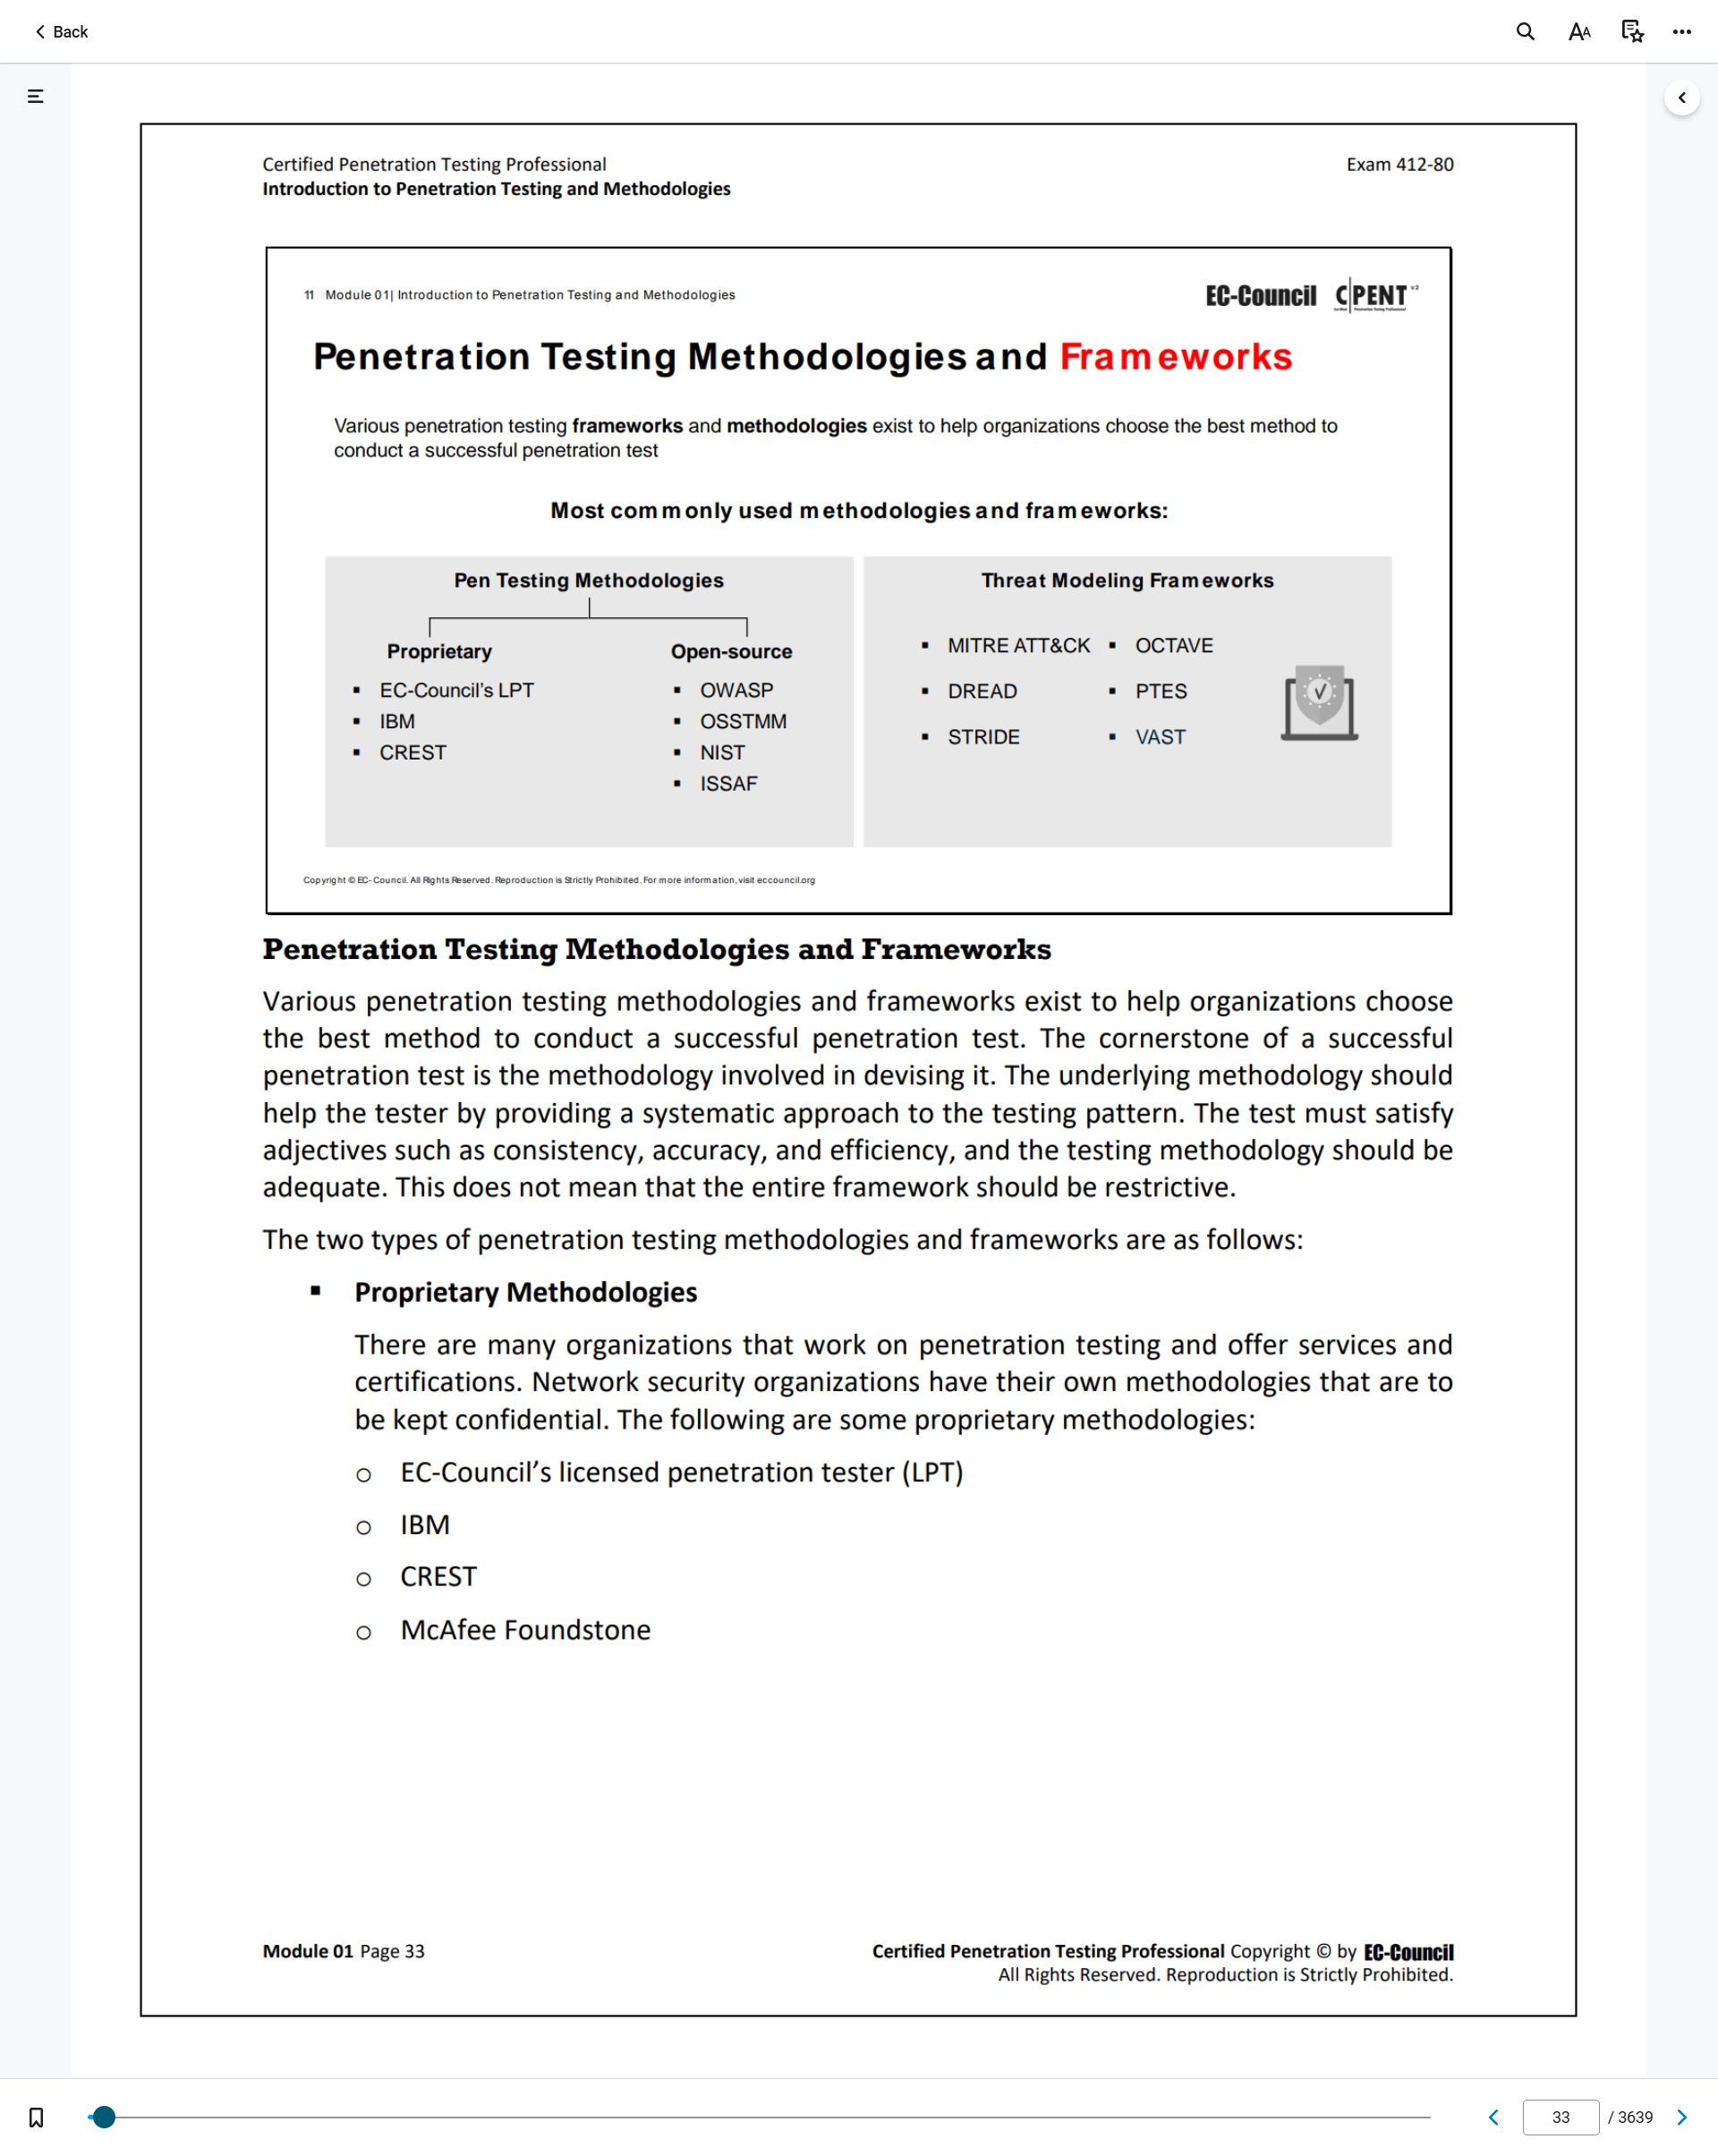 Back
Certified Penetration Testing Professional
Exam 412-80
Introduction to Penetration Testing and Methodologies
11 Module 01| Introduction to Penetration Testing and Methodologies
EC-Council C|PENT v2
Penetration Testing Methodologies and Frameworks
Various penetration testing frameworks and methodologies exist to help organizations choose the best method to
conduct a successful penetration test
Most commonly used methodologies and frameworks:
Pen Testing Methodologies
Proprietary
▪ EC-Council's LPT
▪ IBM
▪ CREST
Open-source
▪ OWASP
▪ OSSTMM
▪ NIST
▪ ISSAF
Threat Modeling Frameworks
▪ MITRE ATT&CK ▪ OCTAVE
▪ DREAD ▪ PTES
▪ STRIDE ▪ VAST
Copyright © EC-Council. All Rights Reserved. Reproduction is Strictly Prohibited. For more information, visit eccouncil.org
Penetration Testing Methodologies and Frameworks
Various penetration testing methodologies and frameworks exist to help organizations choose
the best method to conduct a successful penetration test. The cornerstone of a successful
penetration test is the methodology involved in devising it. The underlying methodology should
help the tester by providing a systematic approach to the testing pattern. The test must satisfy
adjectives such as consistency, accuracy, and efficiency, and the testing methodology should be
adequate. This does not mean that the entire framework should be restrictive.
The two types of penetration testing methodologies and frameworks are as follows:
▪ Proprietary Methodologies
There are many organizations that work on penetration testing and offer services and
certifications. Network security organizations have their own methodologies that are to
be kept confidential. The following are some proprietary methodologies:
o EC-Council's licensed penetration tester (LPT)
o IBM
o CREST
o McAfee Foundstone
Module 01 Page 33
Certified Penetration Testing Professional Copyright © by EC-Council
All Rights Reserved. Reproduction is Strictly Prohibited.
33 / 3639